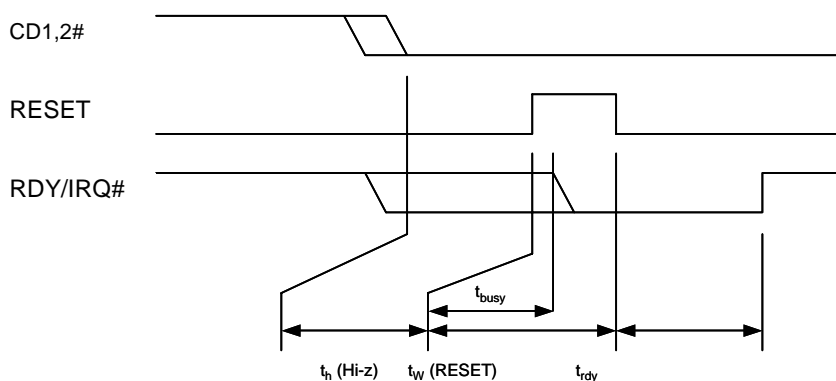 CD1,2#
RESET
RDY/IRQ#
t_busy
t_h (Hi-z) t_W (RESET) t_rdy